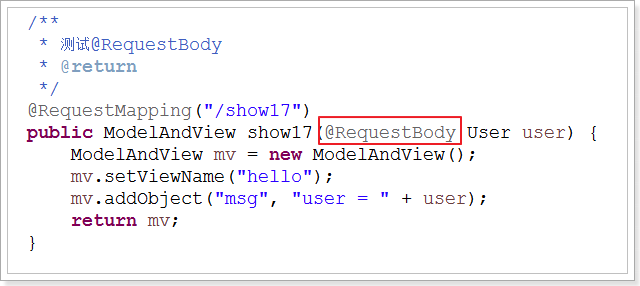 /**
 * 测试@RequestBody
 * @return
 */
@RequestMapping("/show17")
public ModelAndView show17(@RequestBody User user) {
    ModelAndView mv = new ModelAndView();
    mv.setViewName("hello");
    mv.addObject("msg", "user = " + user);
    return mv;
}